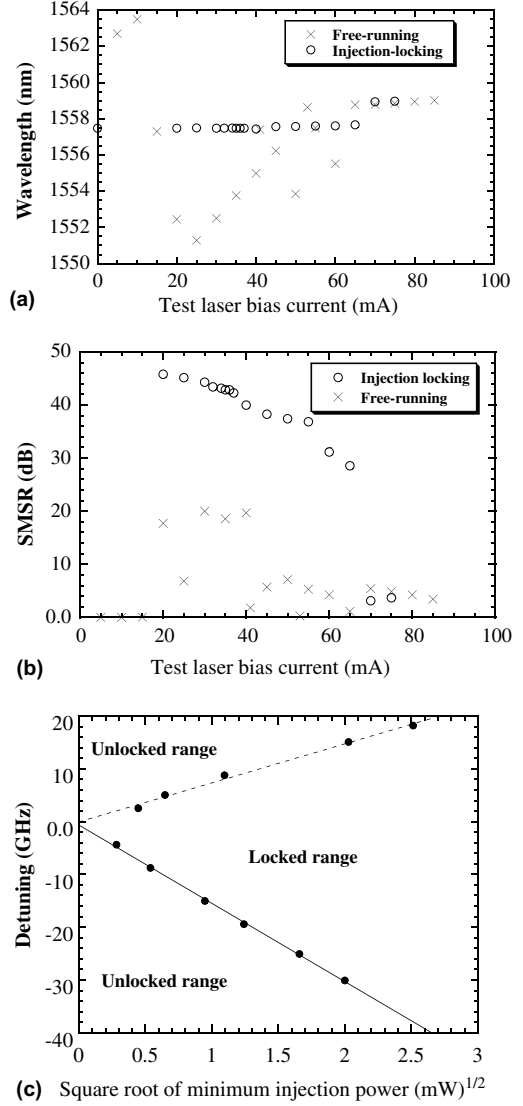 1564
1562
1560
1557
1556
1554
1552
1550
Wavelength (nm)
Free-running
Injection-locking
0 20 40 60 80 100
(a) Test laser bias current (mA)
50
40
30
20
10
0.0
SMSR (dB)
Injection locking
Free-running
0 20 40 60 80 100
(b) Test laser bias current (mA)
20
10
0.0
-10
-20
-30
-40
Detuning (GHz)
Unlocked range
Locked range
Unlocked range
0 0.5 1 1.5 2 2.5 3
(c) Square root of minimum injection power (mW)1/2